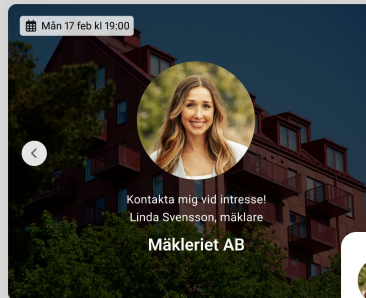 Mån 17 feb kl 19:00
Kontakta mig vid intresse!
Linda Svensson, mäklare
Mäkleriet AB